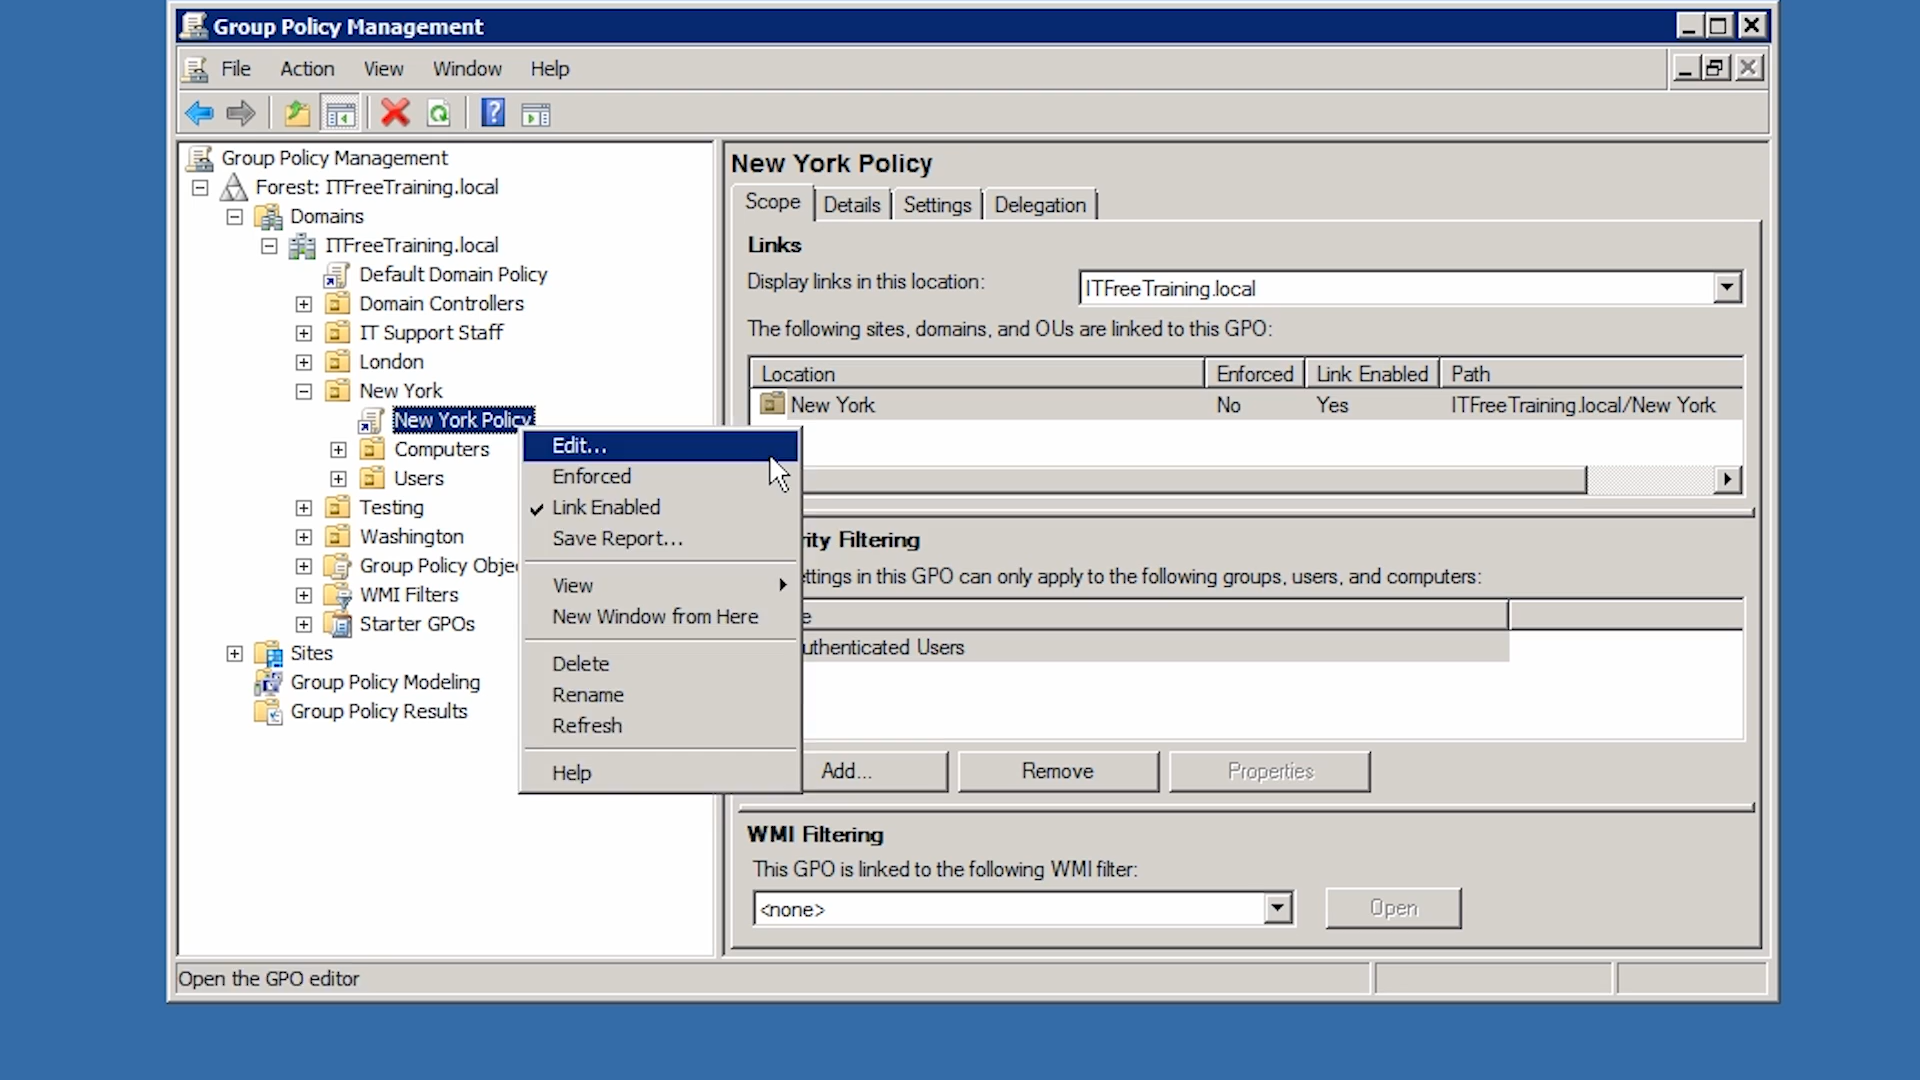 Group Policy Management
File Action View Window Help
Group Policy Management
Forest: ITFreeTraining.local
Domains
ITFreeTraining.local
Default Domain Policy
Domain Controllers
IT Support Staff
London
New York
New York Policy
Computers
Users
Testing
Washington
Group Policy Objec
WMI Filters
Starter GPOs
Sites
Group Policy Modeling
Group Policy Results
Edit...
Enforced
Link Enabled
Save Report...
View
New Window from Here
Delete
Rename
Refresh
Help
New York Policy
Scope Details Settings Delegation
Links
Display links in this location: ITFreeTraining.local
The following sites, domains, and OUs are linked to this GPO:
Location Enforced Link Enabled Path
New York No Yes ITFreeTraining.local/New York
rity Filtering
ettings in this GPO can only apply to the following groups, users, and computers:
e
uthenticated Users
Add... Remove Properties
WMI Filtering
This GPO is linked to the following WMI filter:
<none> Open
Open the GPO editor